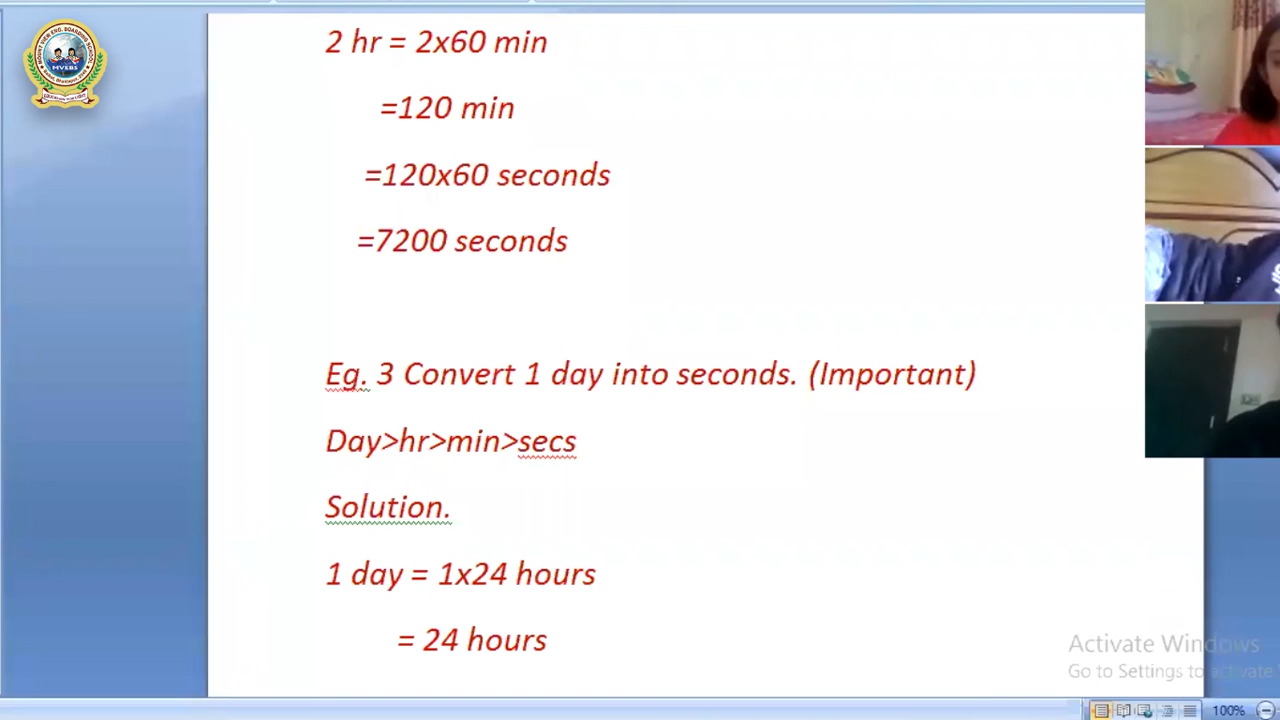 2 hr = 2x60 min
=120 min
=120x60 seconds
=7200 seconds
Eg. 3 Convert 1 day into seconds. (Important)
Day>hr>min>secs
Solution.
1 day = 1x24 hours
= 24 hours
MVEBS
Activate Windows
Go to Settings to activate
100%